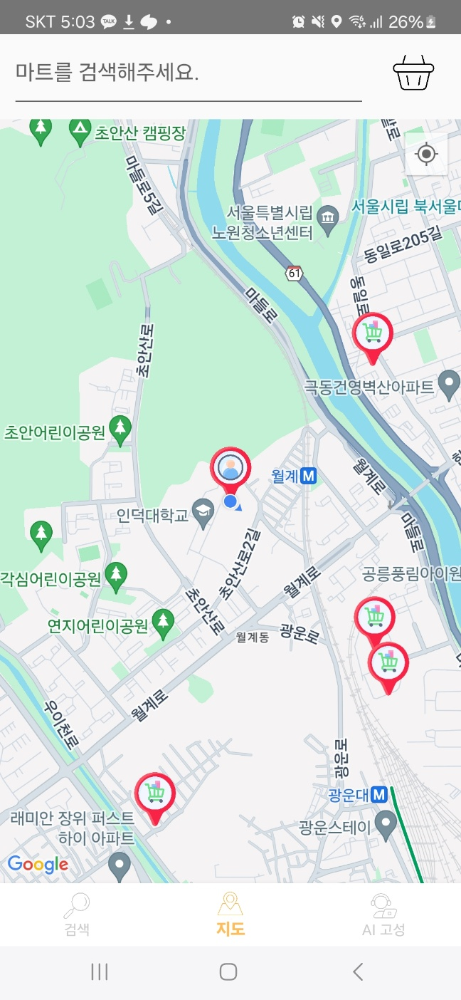 SKT 5:03 TALK 26%
마트를 검색해주세요.
초안산 캠핑장
마들로5길
서울특별시립
노원청소년센터
서울시립 북서울미
동일로205길
61
마들로
동일로
초안산로
극동건영벽산아파트
초안어린이공원
월계 M
월계로
인덕대학교
마들로
초안산로2길
각심어린이공원
월계로
공릉풍림아이원
초안산로
연지어린이공원
월계동
광운로
월계로
우이천로
광운로
광운대 M
래미안 장위 퍼스트
하이 아파트
광운스테이
Google
검색
지도
AI 고성